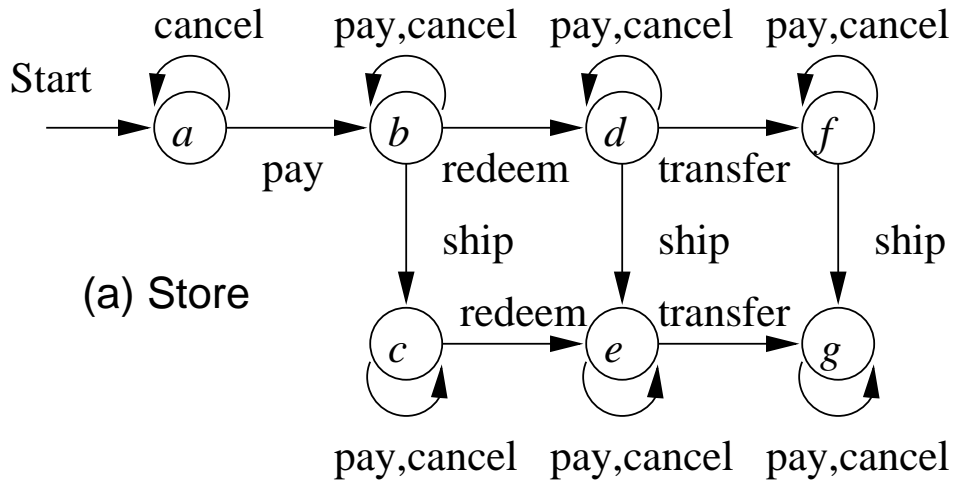 cancel pay,cancel pay,cancel pay,cancel
Start
a b d f
pay redeem transfer
ship ship ship
(a) Store
redeem transfer
c e g
pay,cancel pay,cancel pay,cancel